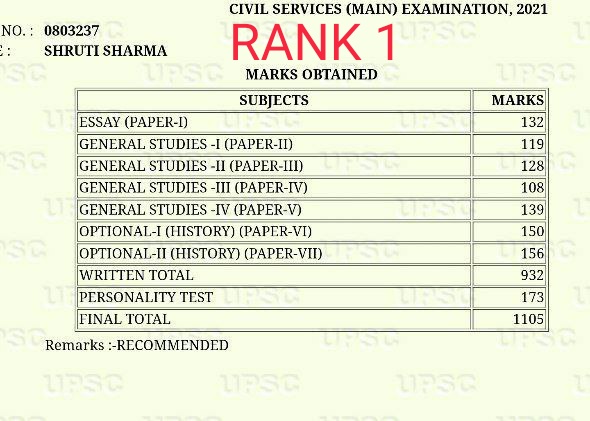 CIVIL SERVICES (MAIN) EXAMINATION, 2021
NO. : 0803237
E : SHRUTI SHARMA
RANK 1
MARKS OBTAINED
SUBJECTS MARKS
ESSAY (PAPER-I) 132
GENERAL STUDIES -I (PAPER-II) 119
GENERAL STUDIES -II (PAPER-III) 128
GENERAL STUDIES -III (PAPER-IV) 108
GENERAL STUDIES -IV (PAPER-V) 139
OPTIONAL-I (HISTORY) (PAPER-VI) 150
OPTIONAL-II (HISTORY) (PAPER-VII) 156
WRITTEN TOTAL 932
PERSONALITY TEST 173
FINAL TOTAL 1105
Remarks :-RECOMMENDED
UPSC UPSC UPSC